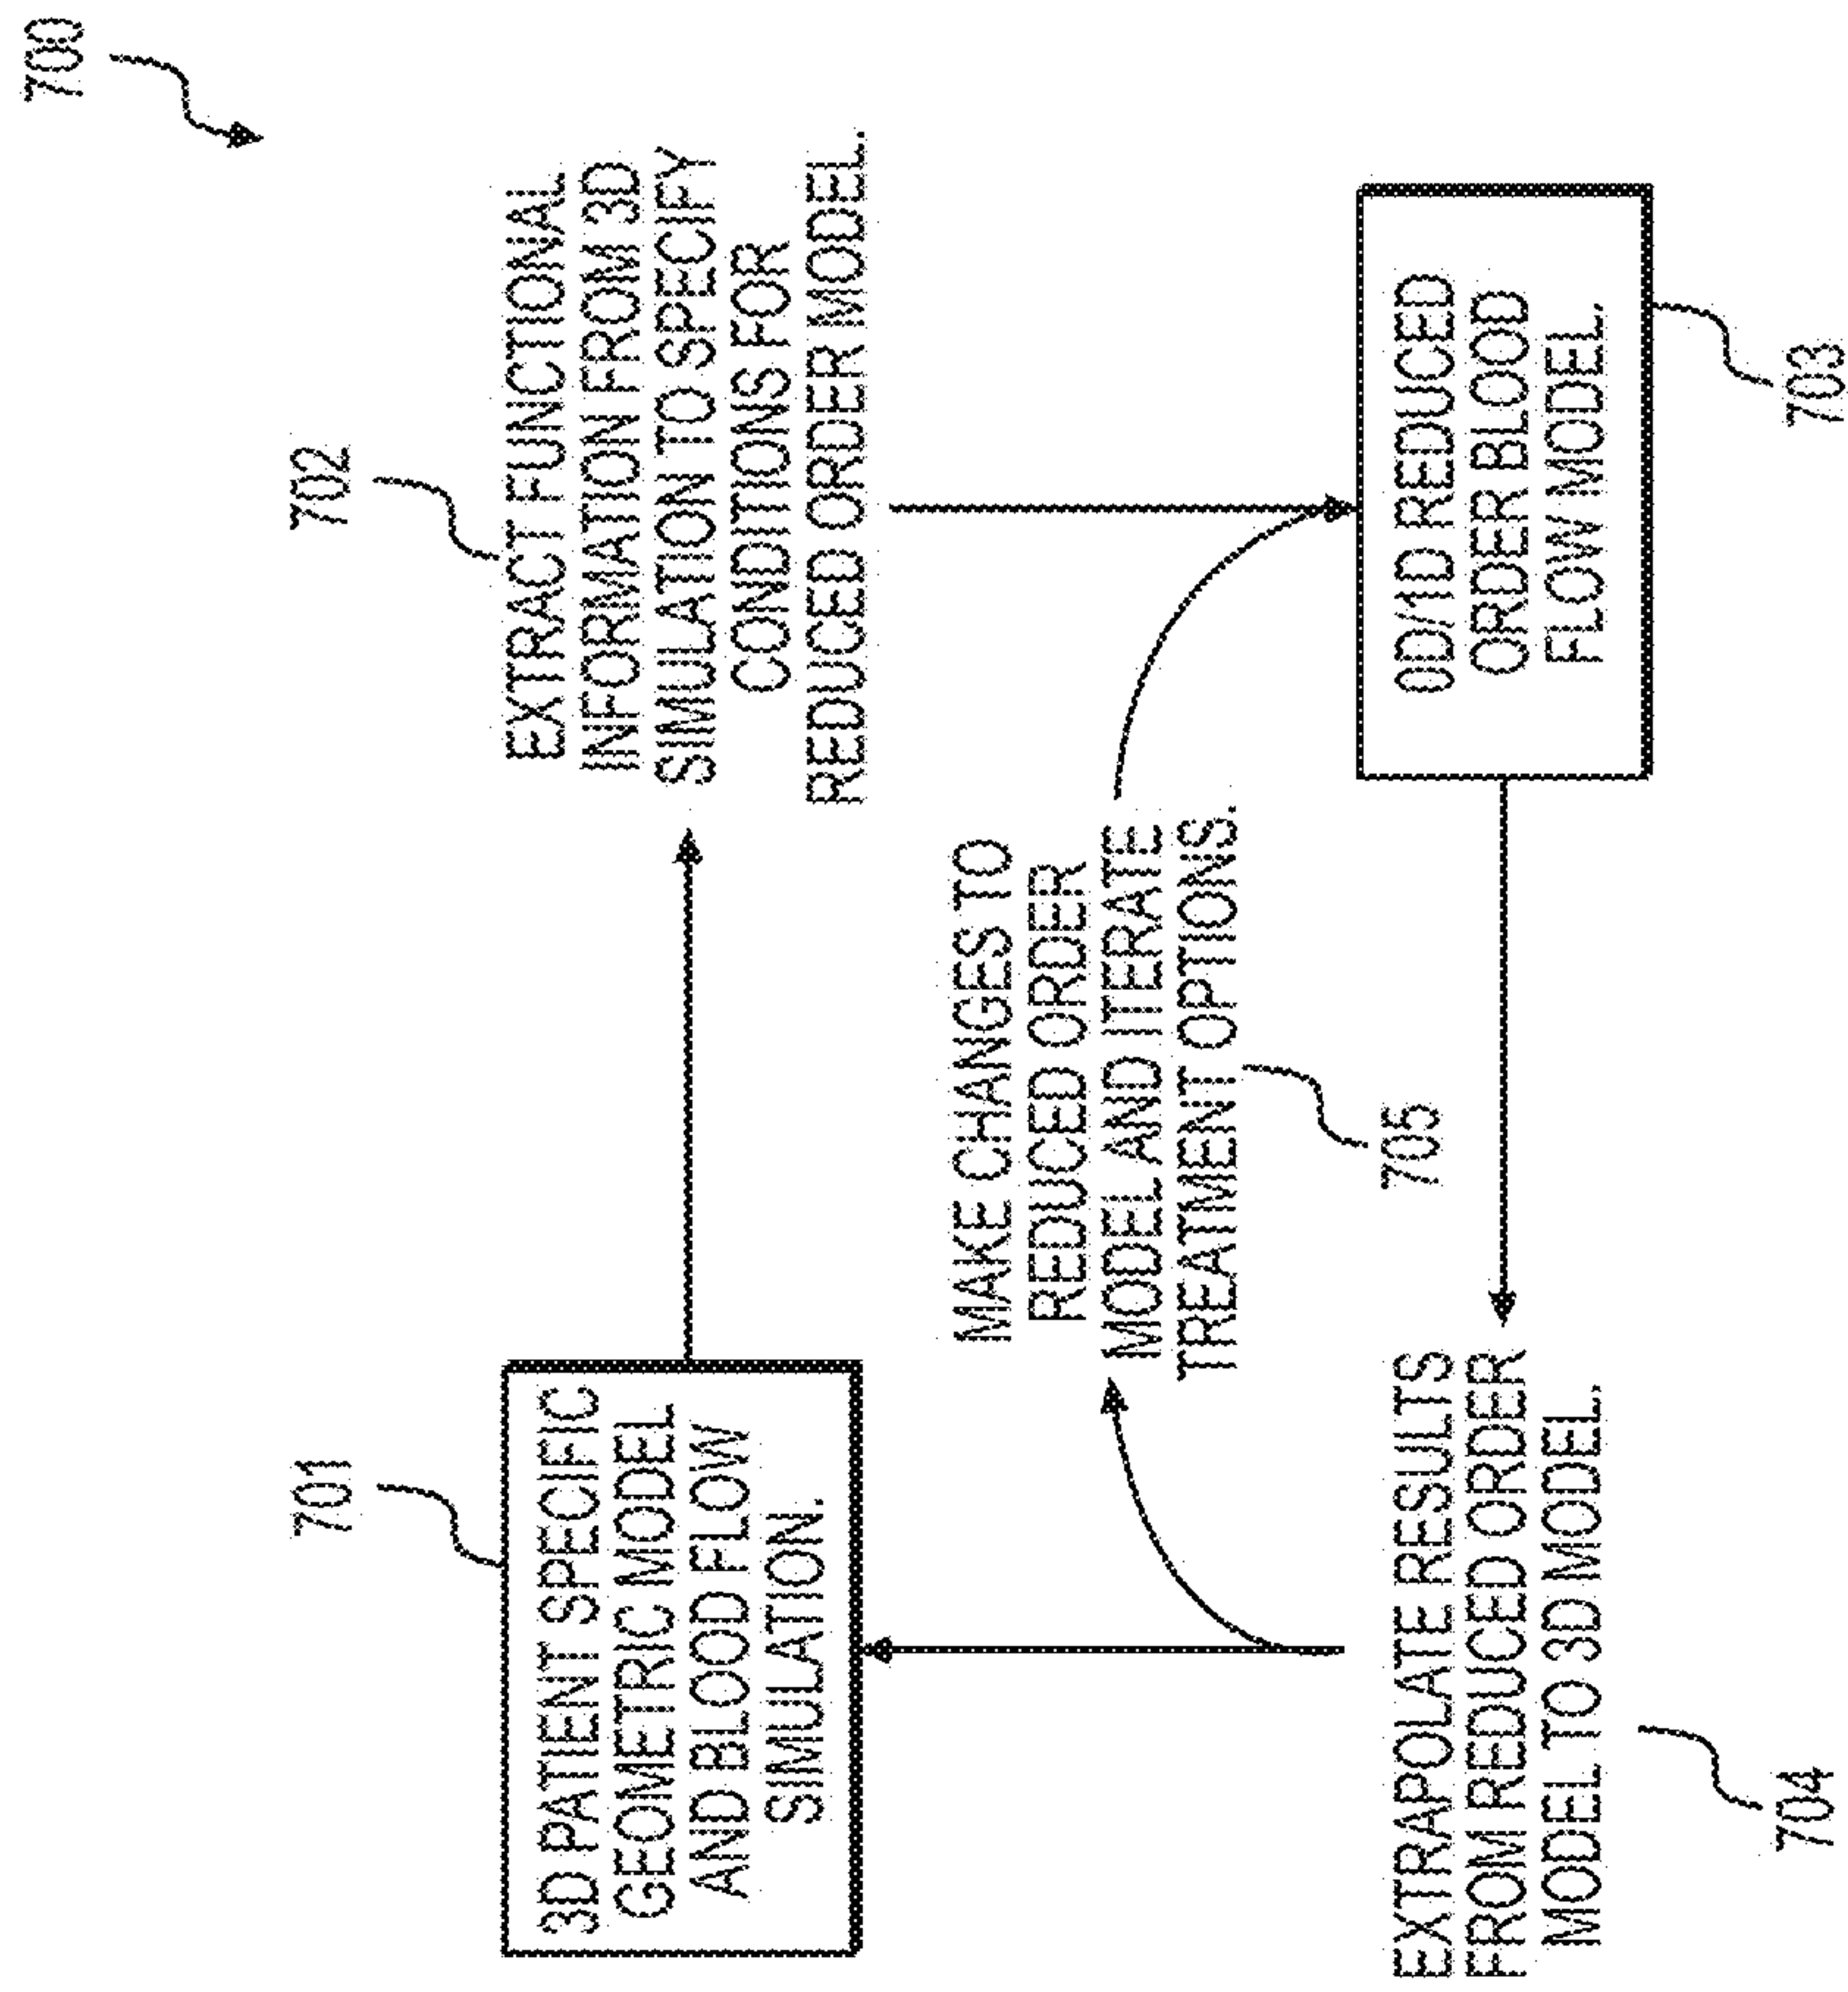 700
701
3D PATIENT SPECIFIC
GEOMETRIC MODEL
AND BLOOD FLOW
SIMULATION.
702
EXTRACT FUNCTIONAL
INFORMATION FROM 3D
SIMULATION TO SPECIFY
CONDITIONS FOR
REDUCED ORDER MODEL.
MAKE CHANGES TO
REDUCED ORDER
MODEL AND ITERATE
TREATMENT OPTIONS.
705
EXTRAPOLATE RESULTS
FROM REDUCED ORDER
MODEL TO 3D MODEL.
704
0D/1D REDUCED
ORDER BLOOD
FLOW MODEL.
703